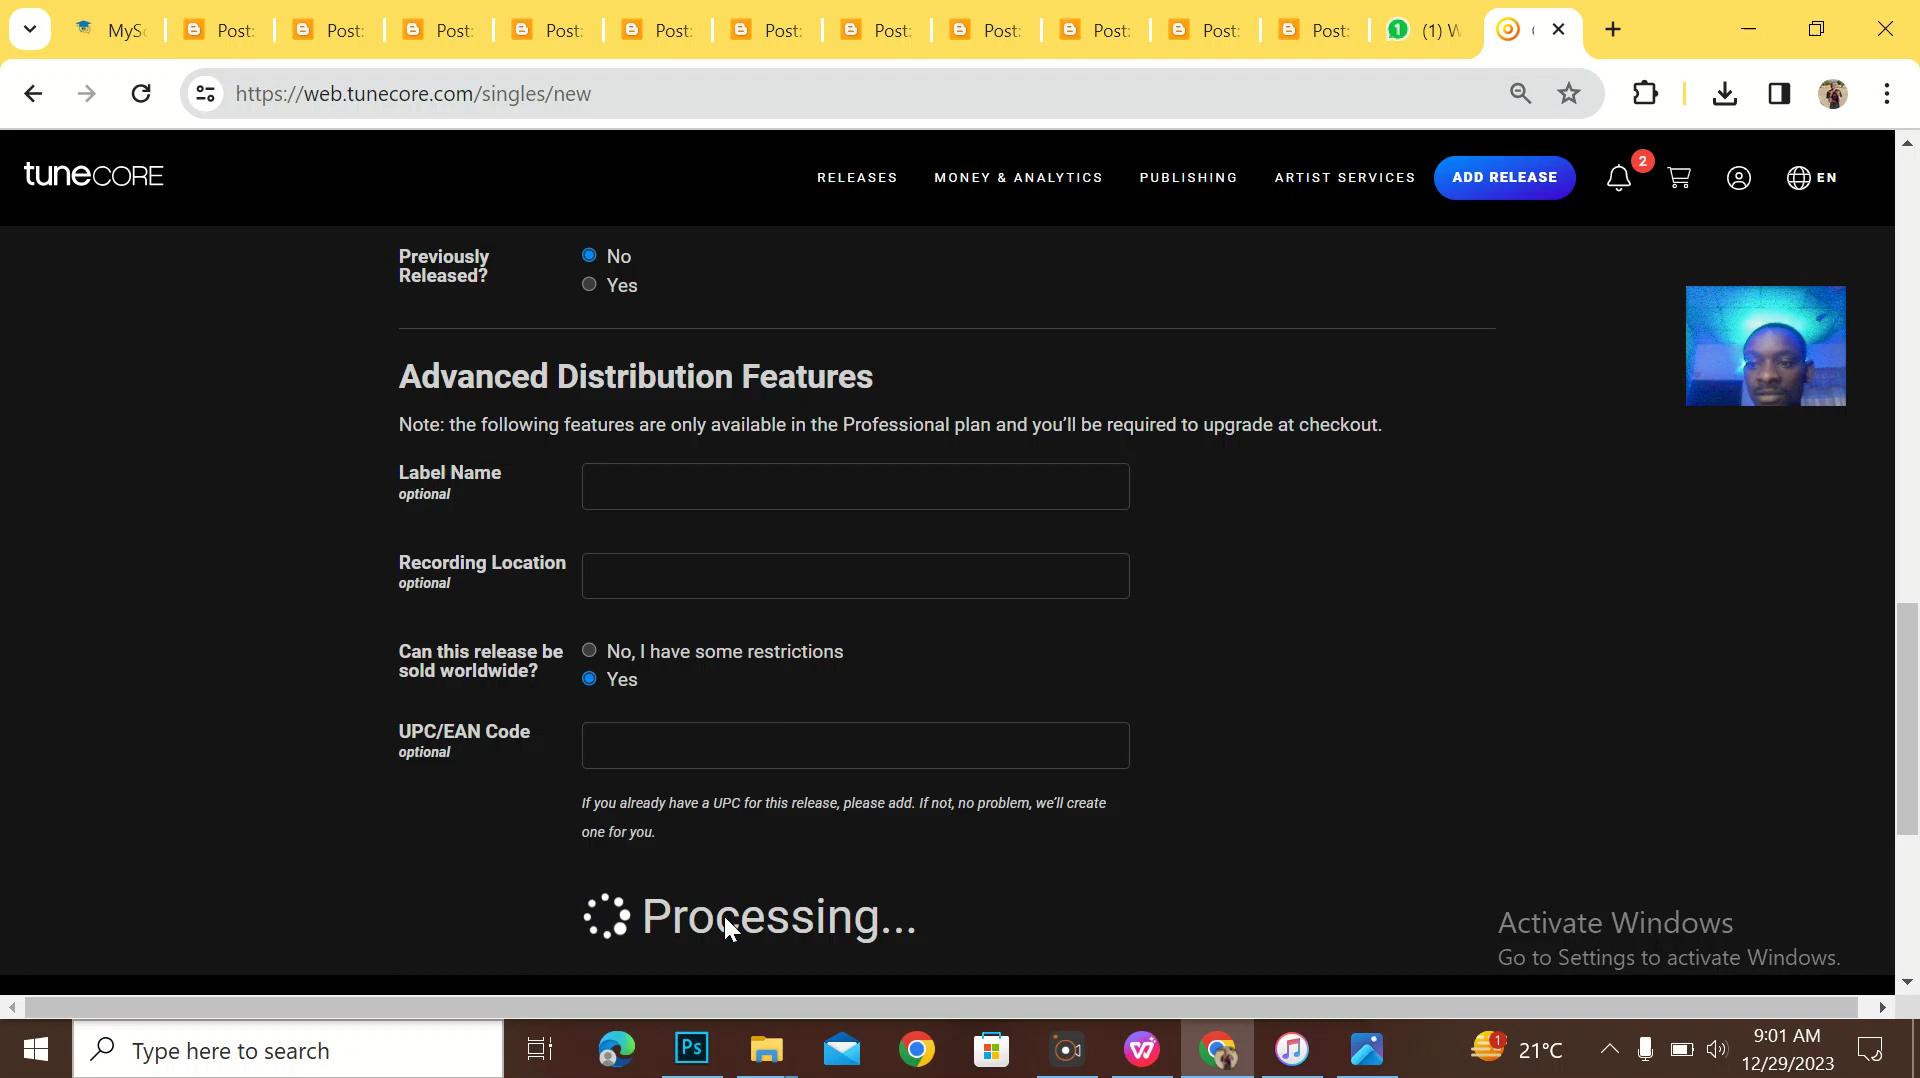 MyS
Post:
Post:
Post:
Post:
Post:
Post:
Post:
Post:
Post:
Post:
Post:
(1) W
https://web.tunecore.com/singles/new
tunecore
RELEASES
MONEY & ANALYTICS
PUBLISHING
ARTIST SERVICES
ADD RELEASE
2
EN
Previously
Released?
No
Yes
Advanced Distribution Features
Note: the following features are only available in the Professional plan and you'll be required to upgrade at checkout.
Label Name
optional
Recording Location
optional
Can this release be
sold worldwide?
No, I have some restrictions
Yes
UPC/EAN Code
optional
If you already have a UPC for this release, please add. If not, no problem, we'll create
one for you.
Processing...
Activate Windows
Go to Settings to activate Windows.
Type here to search
Ps
1
21°C
9:01 AM
12/29/2023